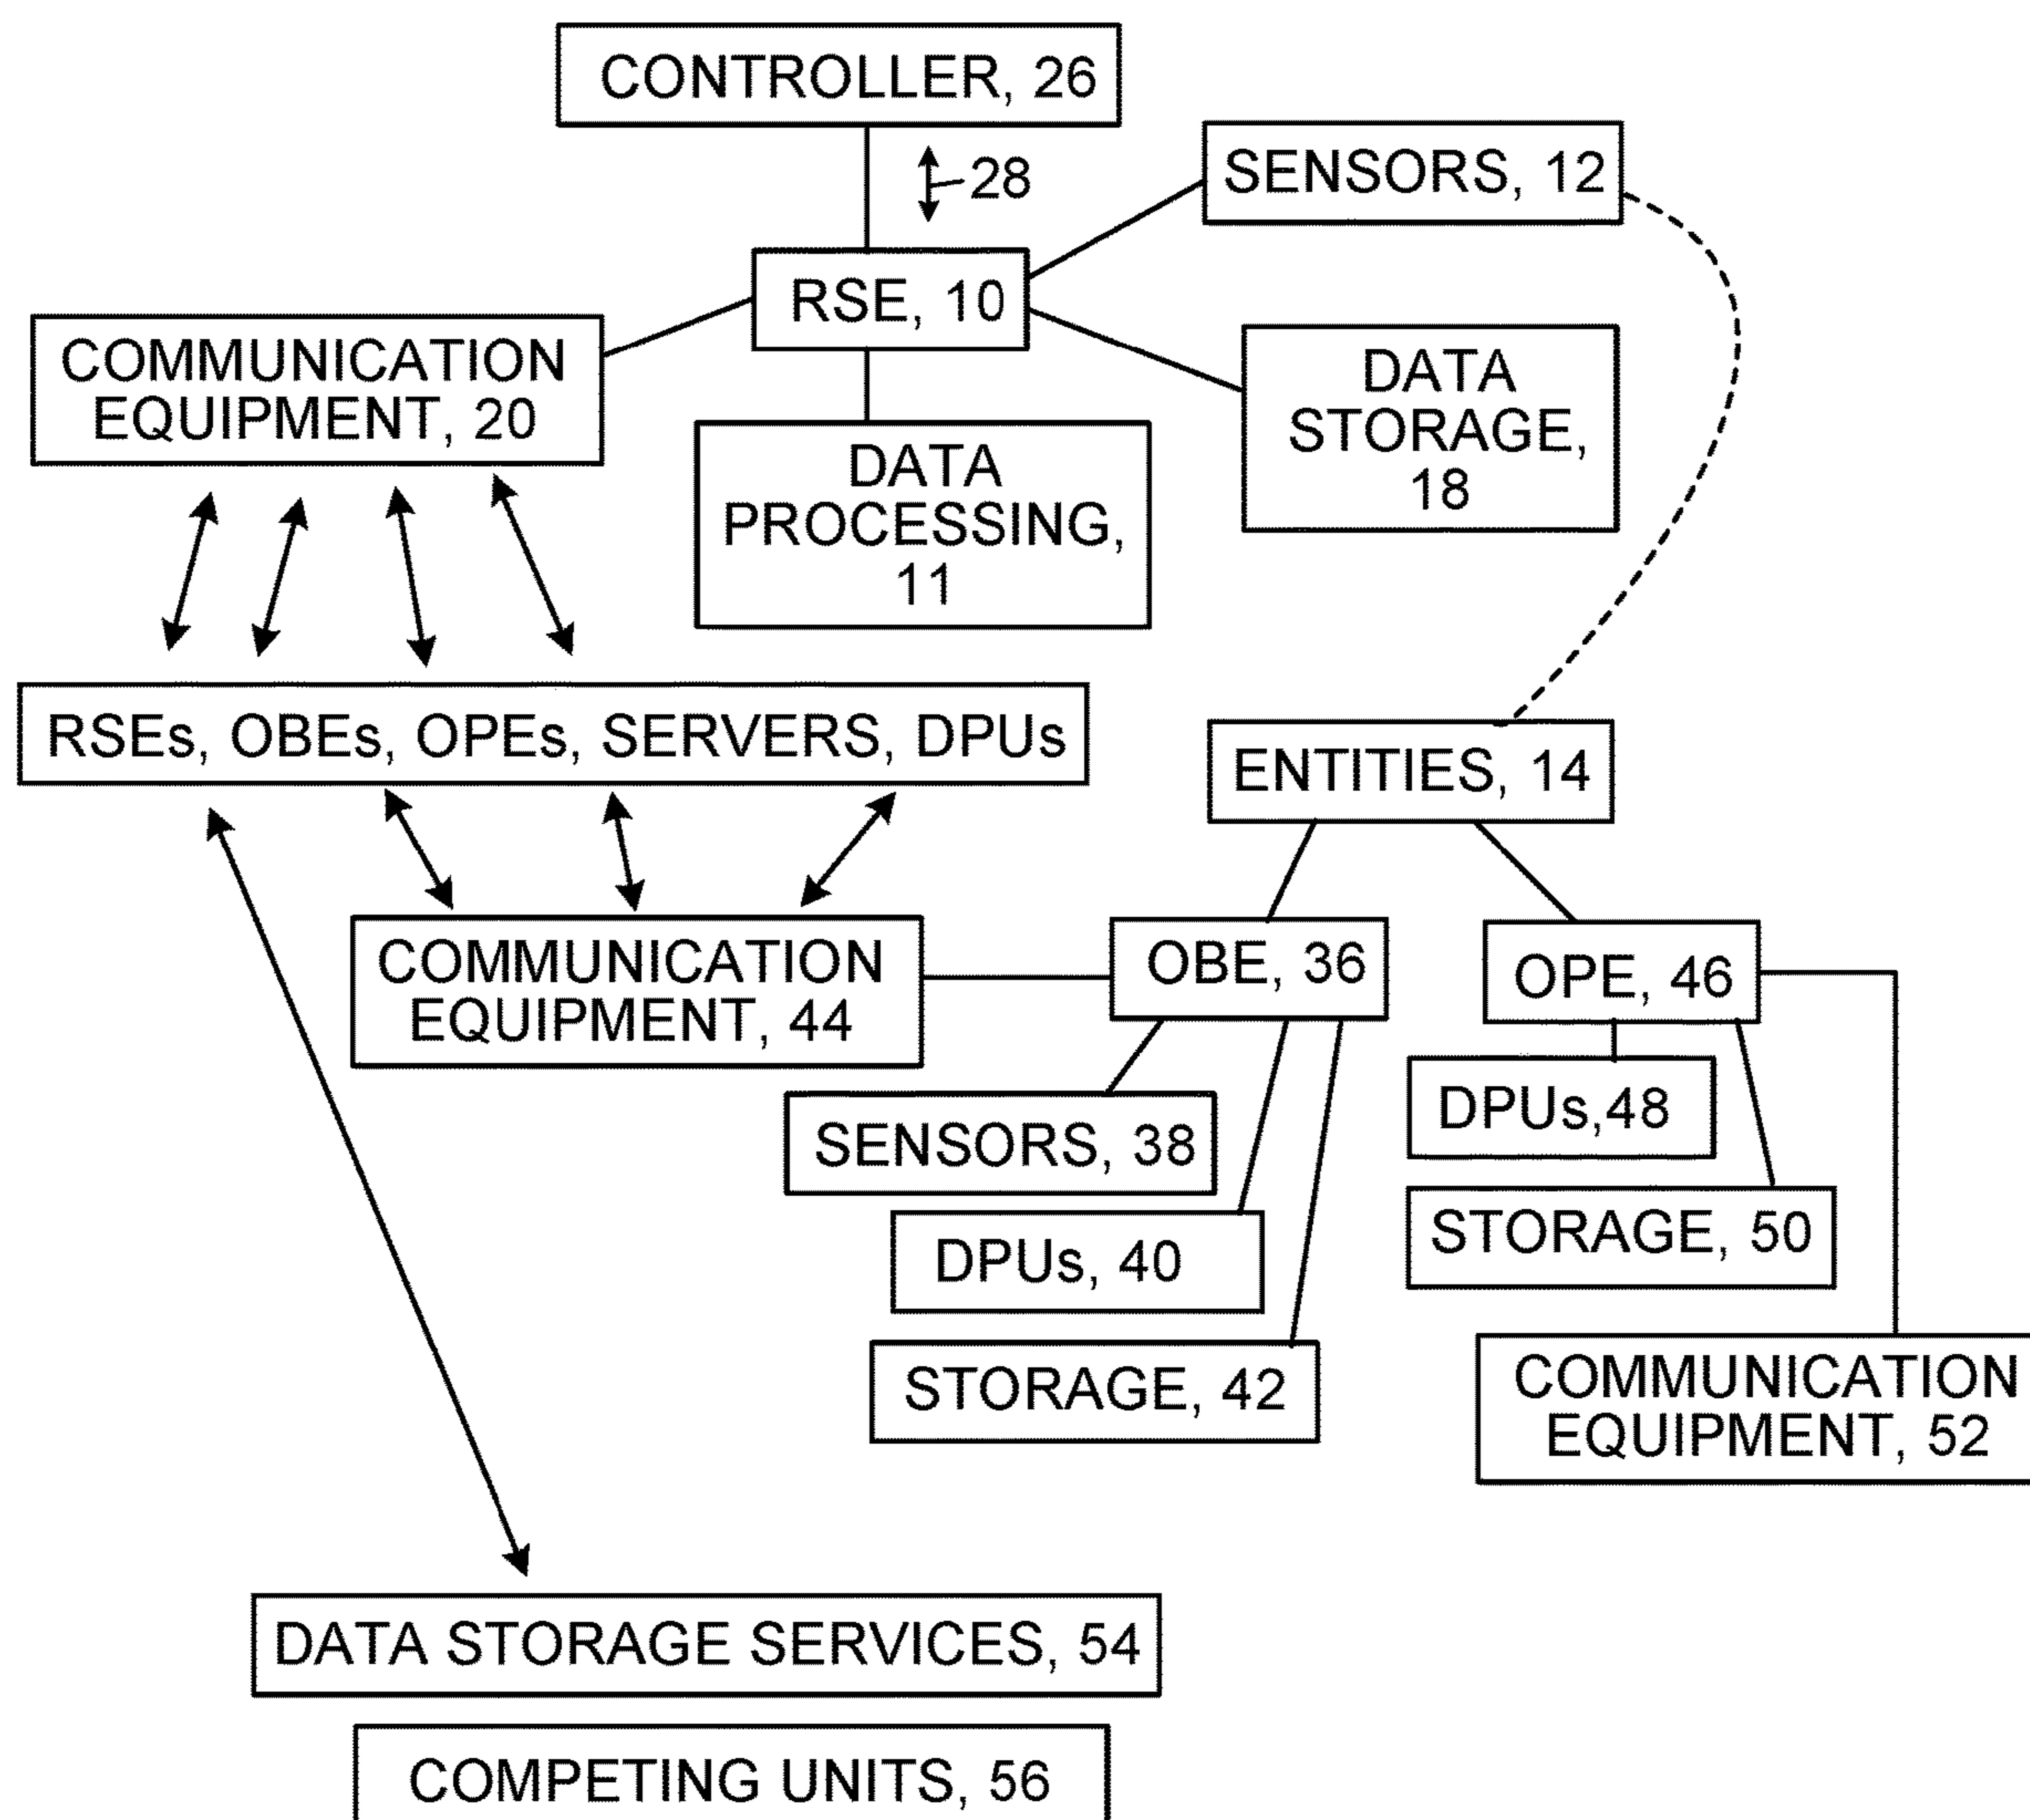 CONTROLLER, 26
28
SENSORS, 12
RSE, 10
COMMUNICATION
EQUIPMENT, 20
DATA
STORAGE,
18
DATA
PROCESSING,
11
RSEs, OBEs, OPEs, SERVERS, DPUs
ENTITIES, 14
COMMUNICATION
EQUIPMENT, 44
OBE, 36
OPE, 46
SENSORS, 38
DPUs,48
DPUs, 40
STORAGE, 50
STORAGE, 42
COMMUNICATION
EQUIPMENT, 52
DATA STORAGE SERVICES, 54
COMPETING UNITS, 56